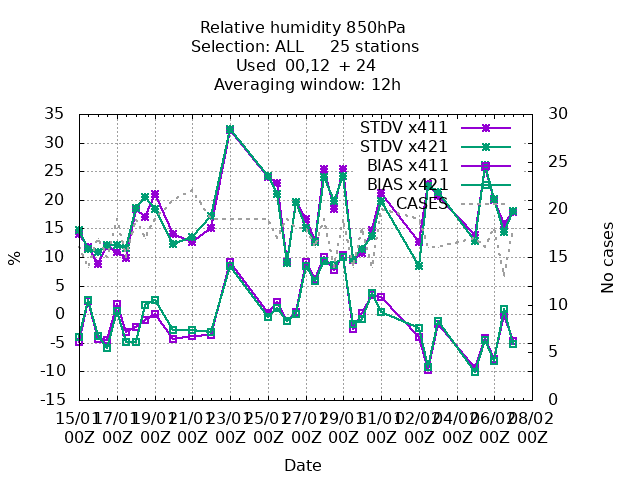 Relative humidity 850hPa
Selection: ALL     25 stations
Used  00,12  + 24
Averaging window: 12h
35
30
25
20
15
10
5
0
-5
-10
-15
%
STDV x411
STDV x421
BIAS x411
BIAS x421
CASES
30
25
20
15
10
5
0
No cases
15/01 17/01 19/01 21/01 23/01 25/01 27/01 29/01 31/01 02/02 04/02 06/02 08/02
00Z 00Z 00Z 00Z 00Z 00Z 00Z 00Z 00Z 00Z 00Z 00Z 00Z
Date